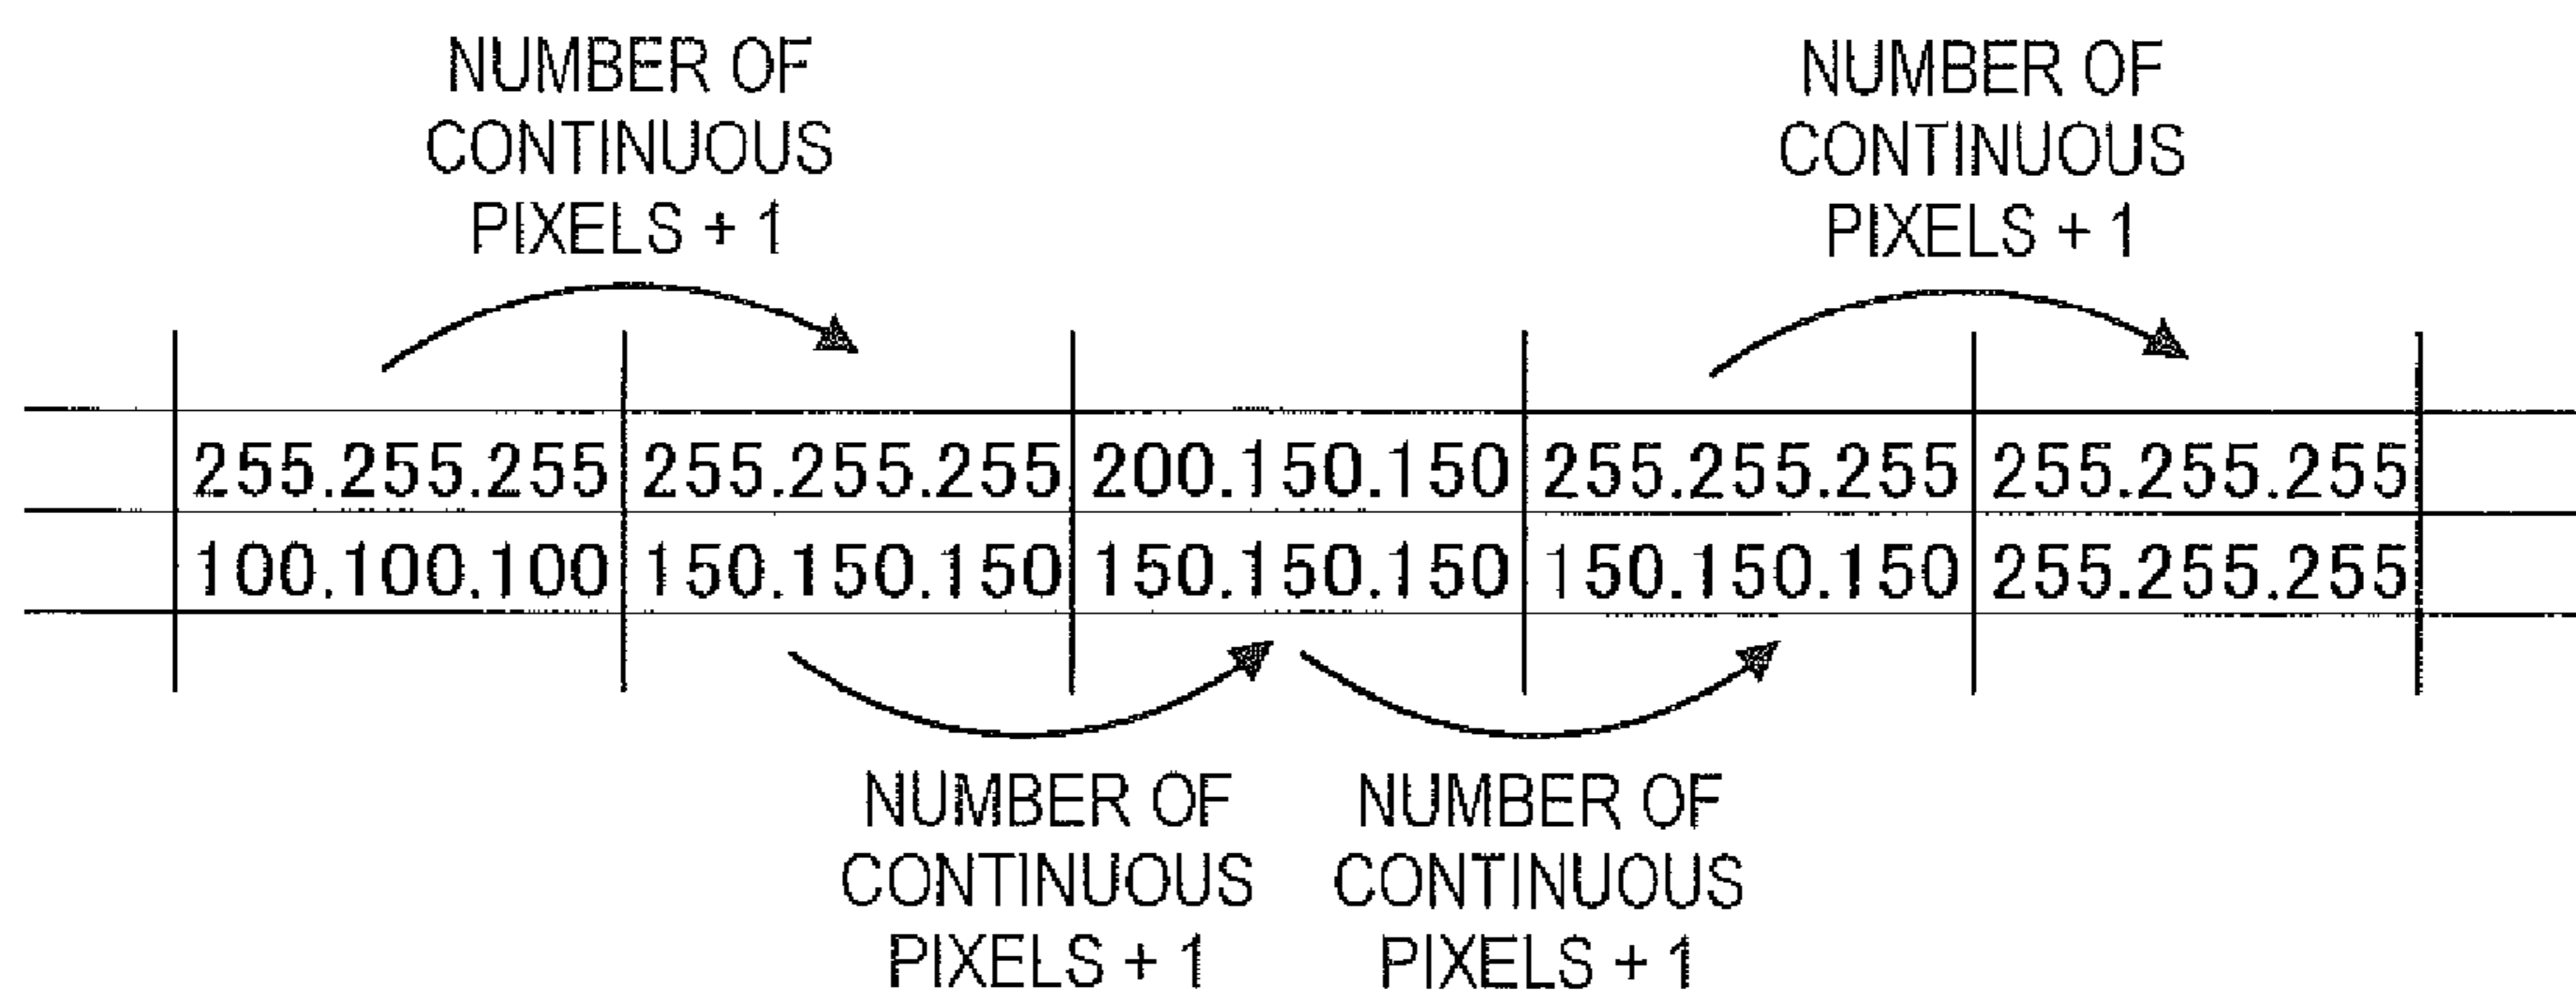 NUMBER OF
CONTINUOUS
PIXELS + 1
NUMBER OF
CONTINUOUS
PIXELS + 1
255.255.255 255.255.255 200.150.150 255.255.255 255.255.255
100.100.100 150.150.150 150.150.150 150.150.150 255.255.255
NUMBER OF
CONTINUOUS
PIXELS + 1
NUMBER OF
CONTINUOUS
PIXELS + 1